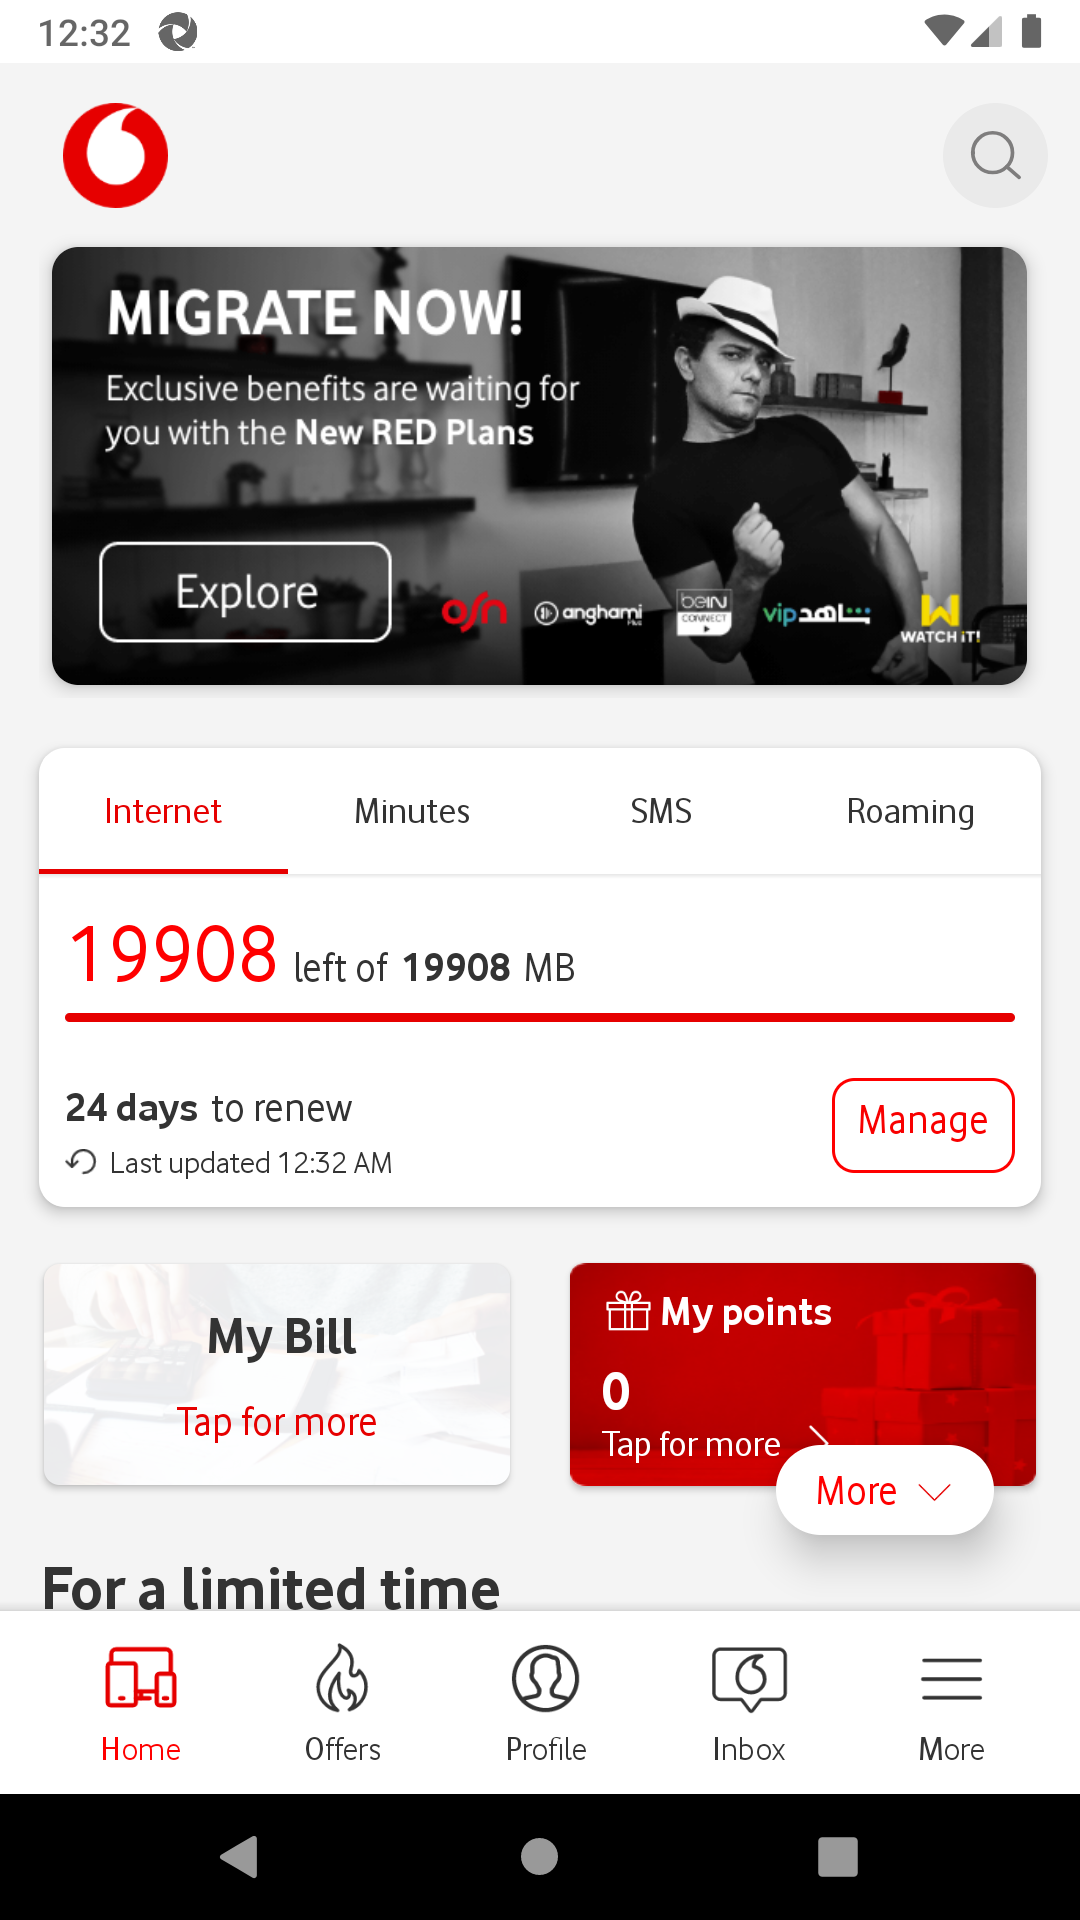 12:32
MIGRATE NOW!
Exclusive benefits are waiting for
you with the New RED Plans
Explore
osn
anghami
Plus
beIN
CONNECT
شاهد vip
WATCH iT!
Internet
Minutes
SMS
Roaming
19908 left of 19908 MB
24 days to renew
Last updated 12:32 AM
Manage
My Bill
Tap for more
My points
0
Tap for more
More
For a limited time
Home
Offers
Profile
Inbox
More